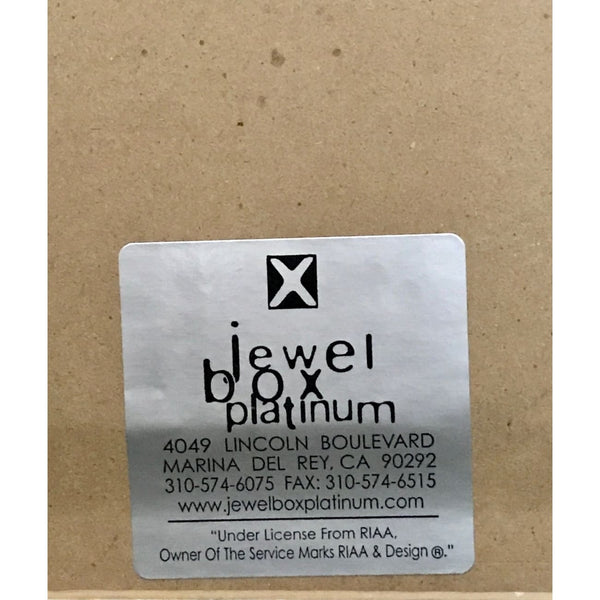 X
jewel
box
platinum
4049 LINCOLN BOULEVARD
MARINA DEL REY, CA 90292
310-574-6075 FAX: 310-574-6515
www.jewelboxplatinum.com
"Under License From RIAA,
Owner Of The Service Marks RIAA & Design ®."